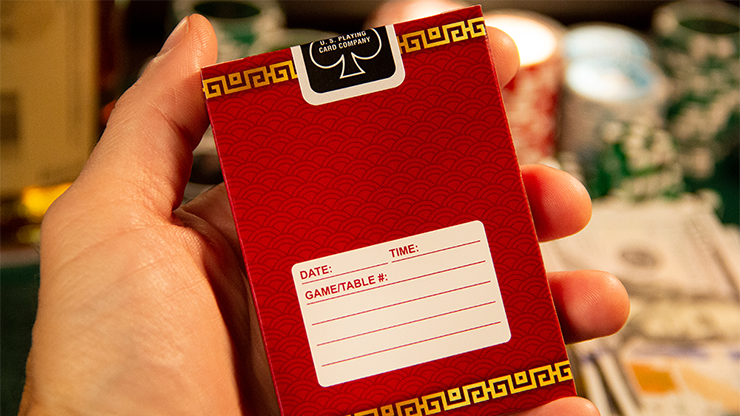 U. S. PLAYING
CARD COMPANY
DATE: TIME:
GAME/TABLE #: